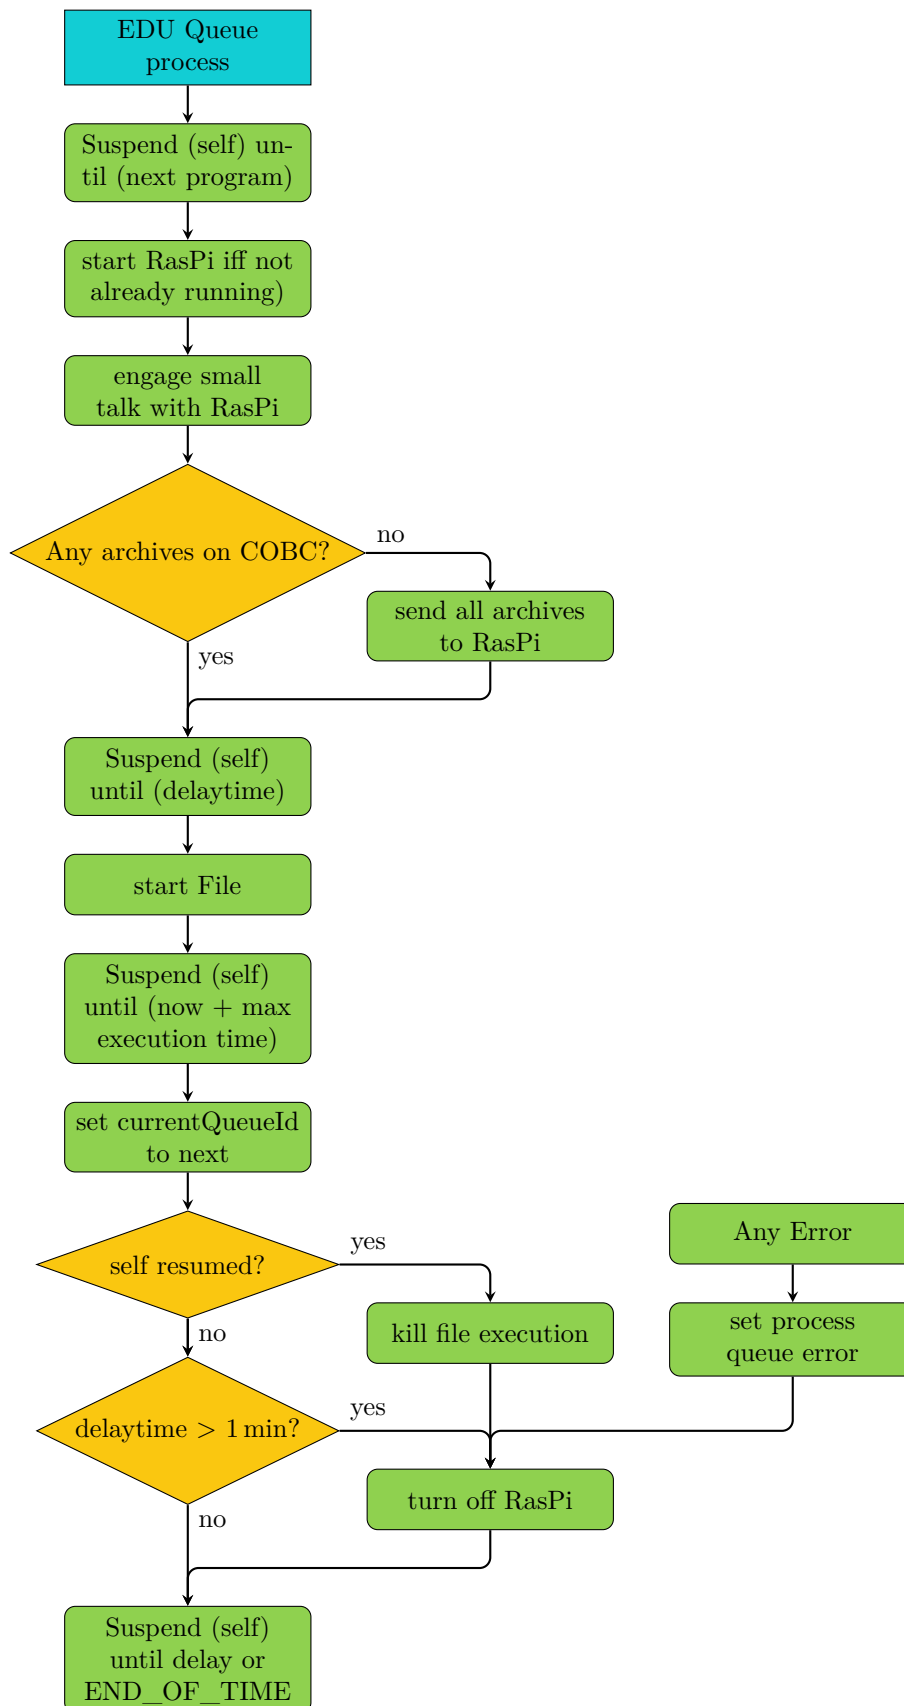 EDU Queue
process
Suspend (self) un-
til (next program)
start RasPi iff not
already running)
engage small
talk with RasPi
Any archives on COBC?
no
send all archives
to RasPi
yes
Suspend (self)
until (delaytime)
start File
Suspend (self)
until (now + max
execution time)
set currentQueueId
to next
self resumed?
yes
Any Error
no
kill file execution
set process
queue error
delaytime > 1 min?
yes
turn off RasPi
no
Suspend (self)
until delay or
END_OF_TIME